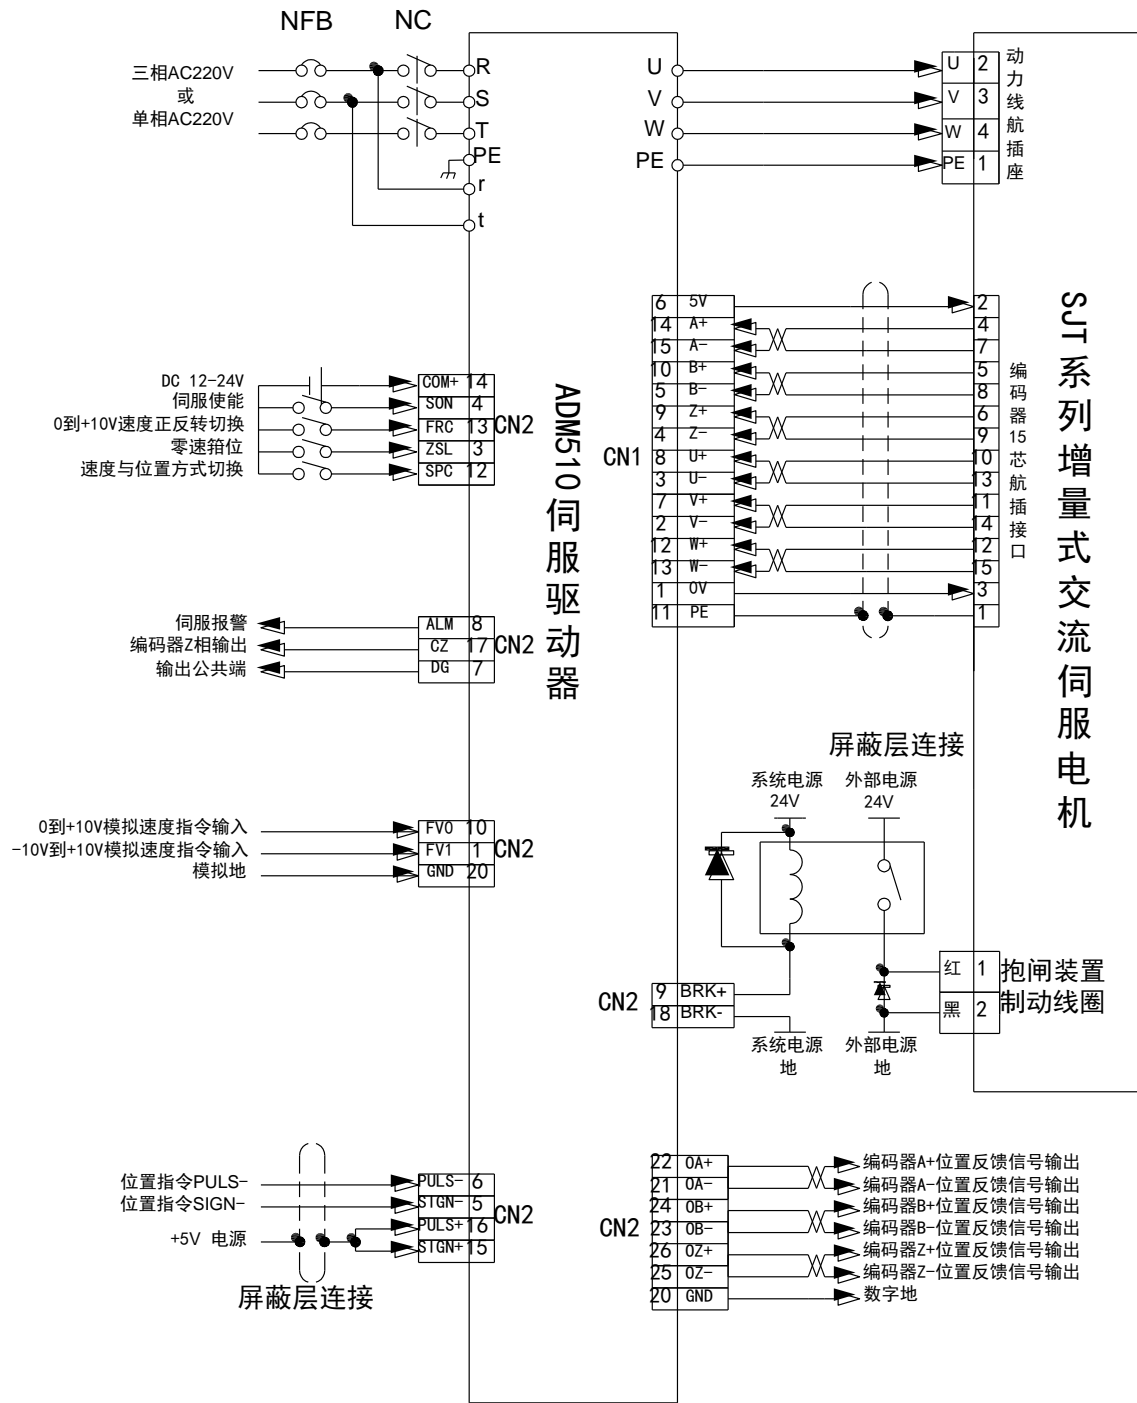 NFB NC
三相AC220V
或
单相AC220V
R
S
T
PE
r
t
U
V
W
PE
U 2
V 3
W 4
PE 1
动力线航插座
DC 12-24V
伺服使能
0到+10V速度正反转切换
零速箝位
速度与位置方式切换
COM+ 14
SON 4
FRC 13
ZSL 3
SPC 12
CN2
伺服报警
编码器Z相输出
输出公共端
ALM 8
CZ 17
DG 7
CN2
0到+10V模拟速度指令输入
-10V到+10V模拟速度指令输入
模拟地
FV0 10
FV1 1
GND 20
CN2
位置指令PULS-
位置指令SIGN-
+5V 电源
PULS- 6
SIGN- 5
PULS+ 16
SIGN+ 15
CN2
屏蔽层连接
ADM510伺服驱动器
CN1
6 5V
14 A+
15 A-
10 B+
5 B-
9 Z+
4 Z-
8 U+
3 U-
7 V+
2 V-
12 W+
13 W-
1 0V
11 PE
2
4
7
5
8
6
9
10
13
11
14
12
15
3
1
编码器15芯航插接口
SJT系列增量式交流伺服电机
屏蔽层连接
系统电源
24V
外部电源
24V
CN2
9 BRK+
18 BRK-
系统电源
地
外部电源
地
红 1
黑 2
抱闸装置
制动线圈
CN2
22 OA+
21 OA-
24 OB+
23 OB-
26 OZ+
25 OZ-
20 GND
编码器A+位置反馈信号输出
编码器A-位置反馈信号输出
编码器B+位置反馈信号输出
编码器B-位置反馈信号输出
编码器Z+位置反馈信号输出
编码器Z-位置反馈信号输出
数字地